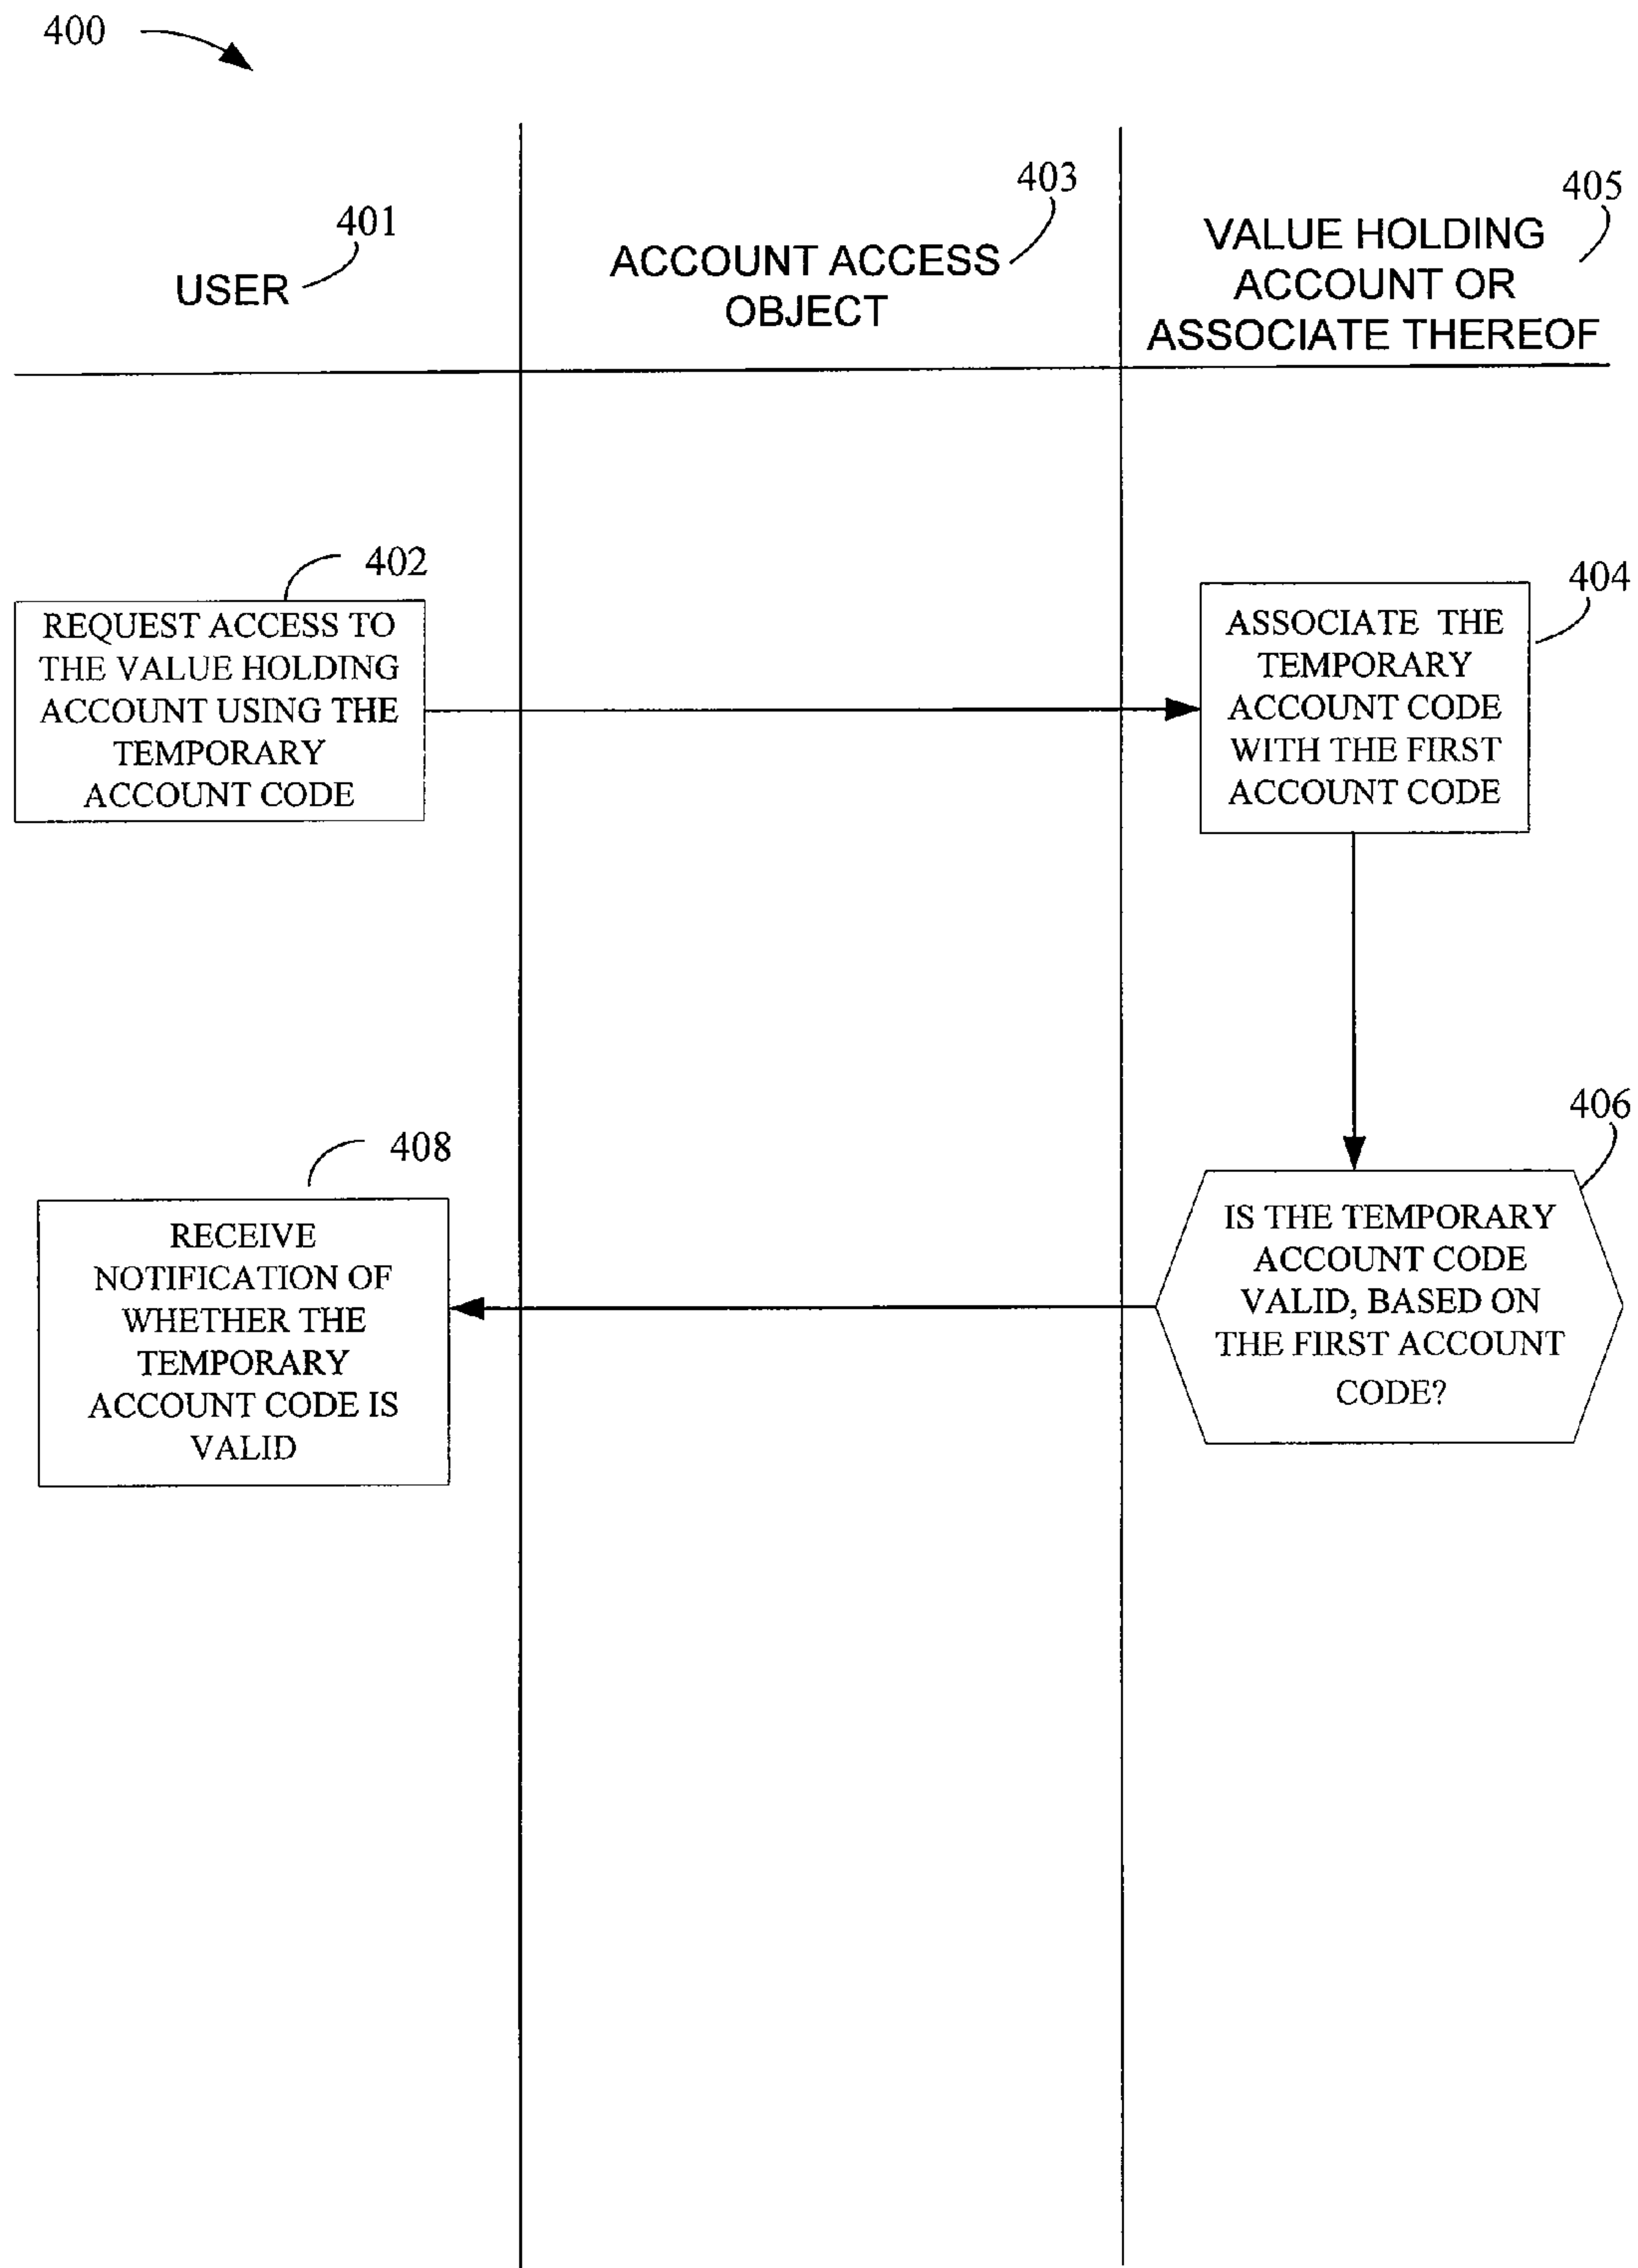 400
401
USER
403
ACCOUNT ACCESS
OBJECT
405
VALUE HOLDING
ACCOUNT OR
ASSOCIATE THEREOF
402
REQUEST ACCESS TO
THE VALUE HOLDING
ACCOUNT USING THE
TEMPORARY
ACCOUNT CODE
404
ASSOCIATE THE
TEMPORARY
ACCOUNT CODE
WITH THE FIRST
ACCOUNT CODE
408
RECEIVE
NOTIFICATION OF
WHETHER THE
TEMPORARY
ACCOUNT CODE IS
VALID
406
IS THE TEMPORARY
ACCOUNT CODE
VALID, BASED ON
THE FIRST ACCOUNT
CODE?